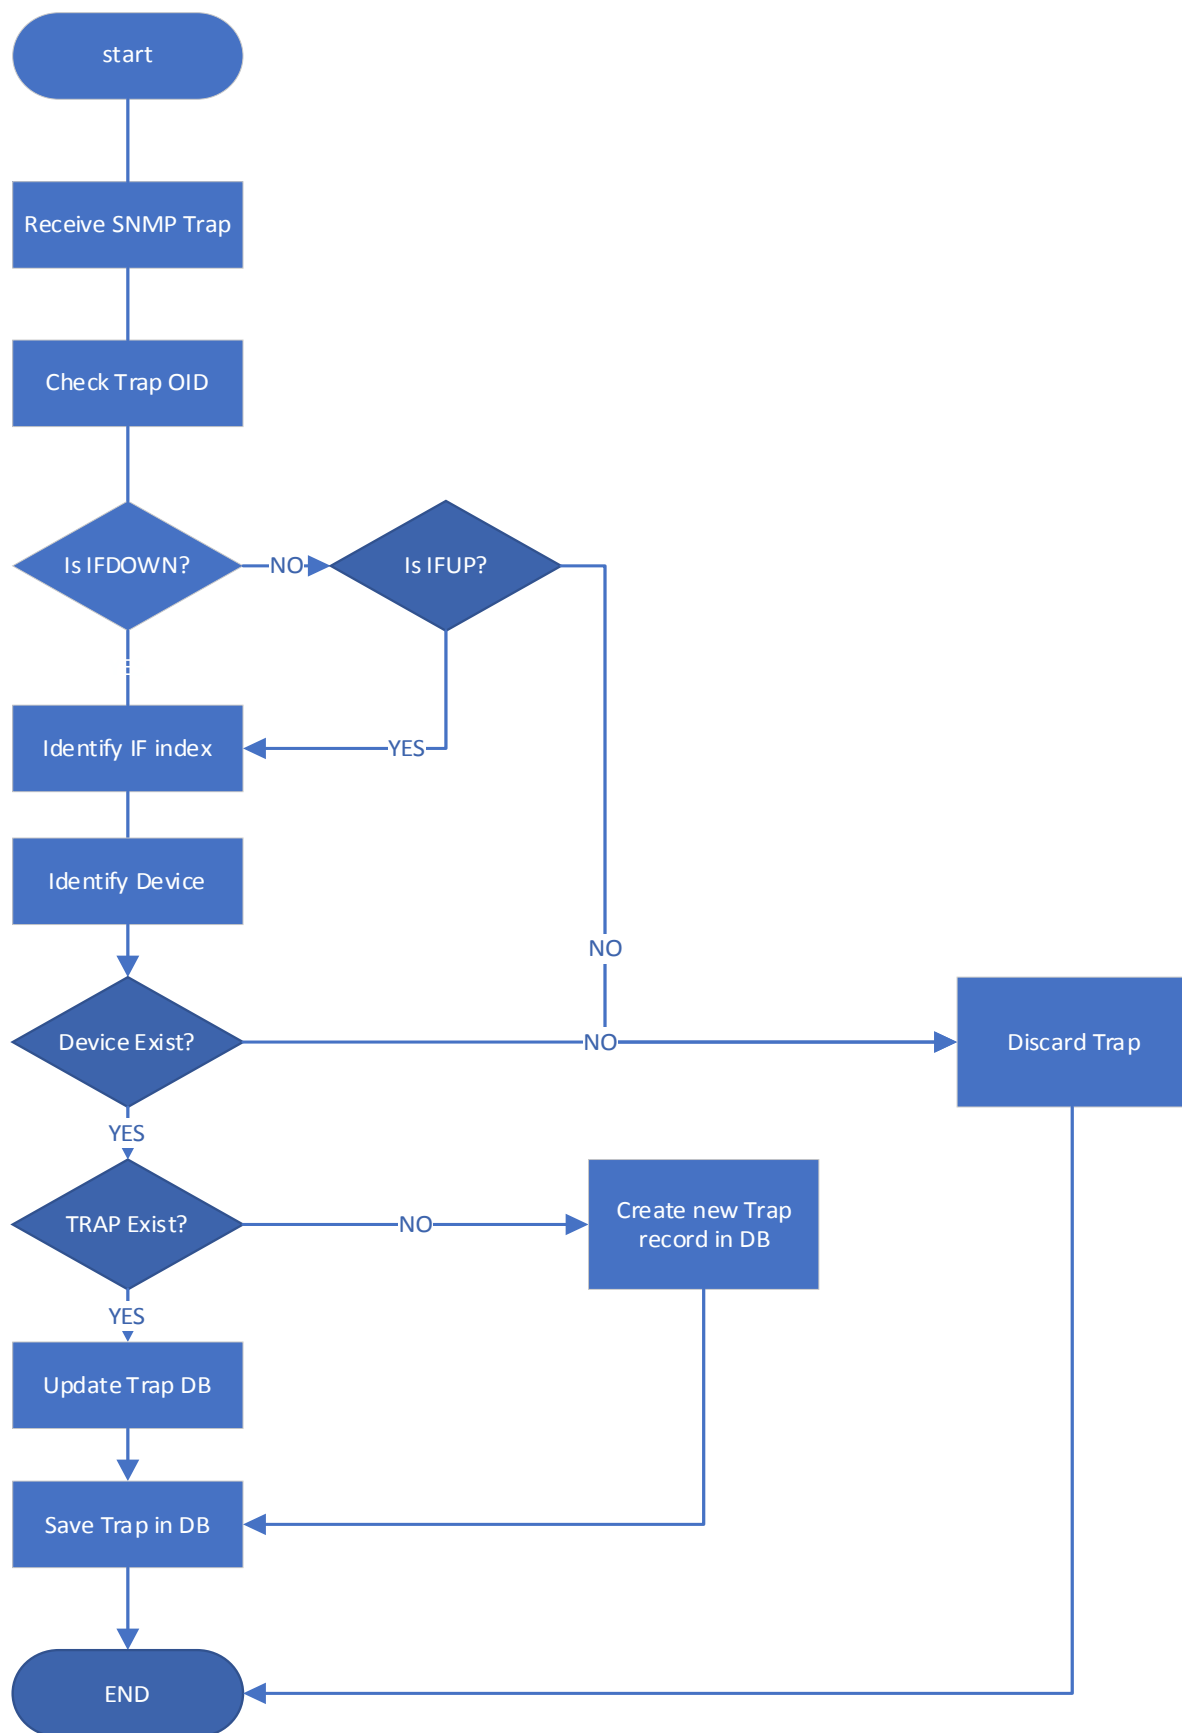 start
Receive SNMP Trap
Check Trap OID
Is IFDOWN?
NO
Is IFUP?
Identify IF index
YES
Identify Device
NO
Device Exist?
NO
Discard Trap
YES
TRAP Exist?
NO
Create new Trap
record in DB
YES
Update Trap DB
Save Trap in DB
END